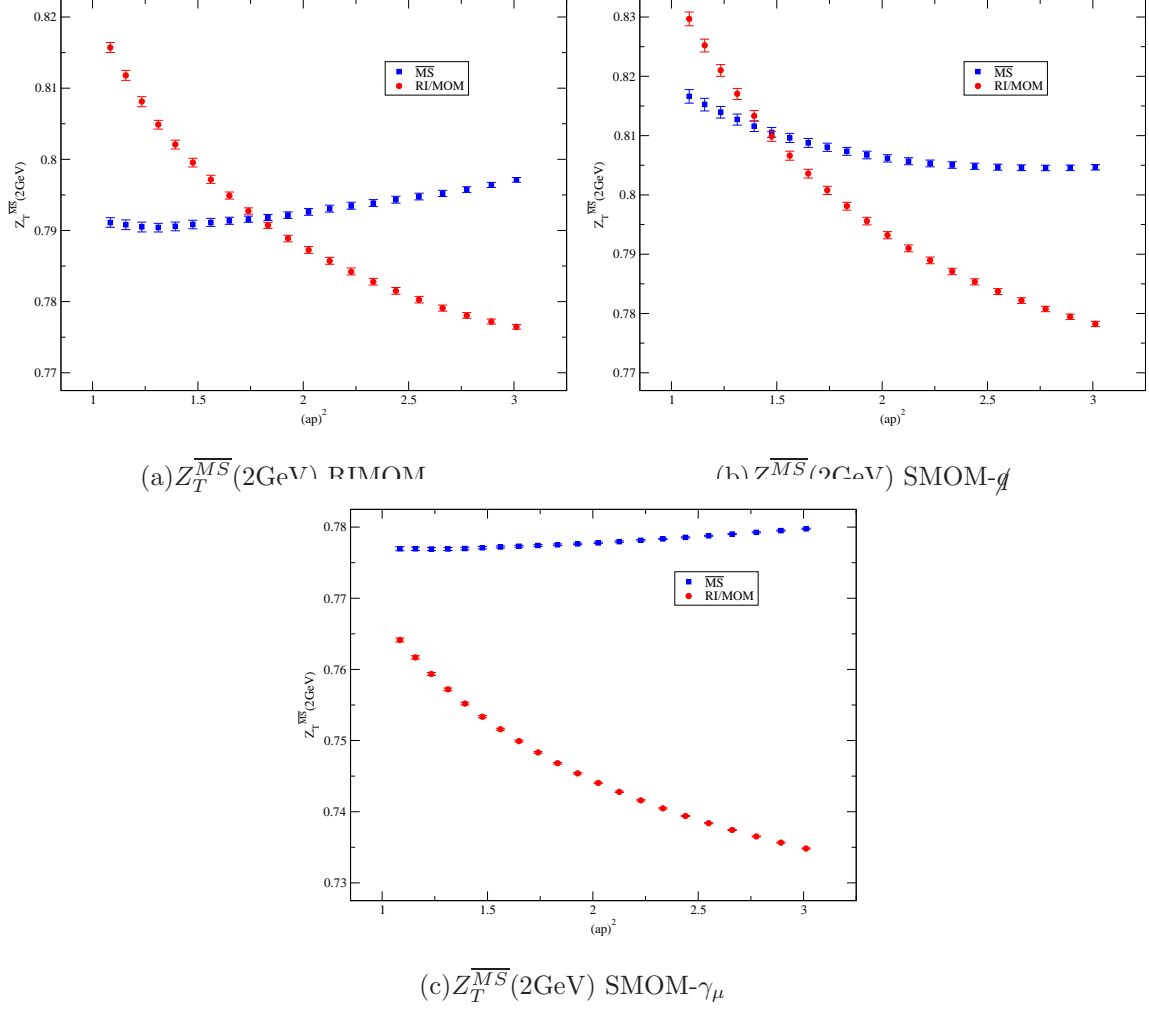 0.82
0.81
0.8
0.79
0.78
0.77
Z_T^{\overline{MS}}(2GeV)
\overline{MS}
RI/MOM
1 1.5 2 2.5 3
(ap)^2
(a)Z_T^{\overline{MS}}(2GeV) RIMOM
0.83
0.82
0.81
0.8
0.79
0.78
0.77
Z_T^{\overline{MS}}(2GeV)
\overline{MS}
RI/MOM
1 1.5 2 2.5 3
(ap)^2
(b)Z^{\overline{MS}}(2GeV) SMOM-\not{q}
0.78
0.77
0.76
0.75
0.74
0.73
Z_T^{\overline{MS}}(2GeV)
\overline{MS}
RI/MOM
1 1.5 2 2.5 3
(ap)^2
(c)Z_T^{\overline{MS}}(2GeV) SMOM-γ_μ